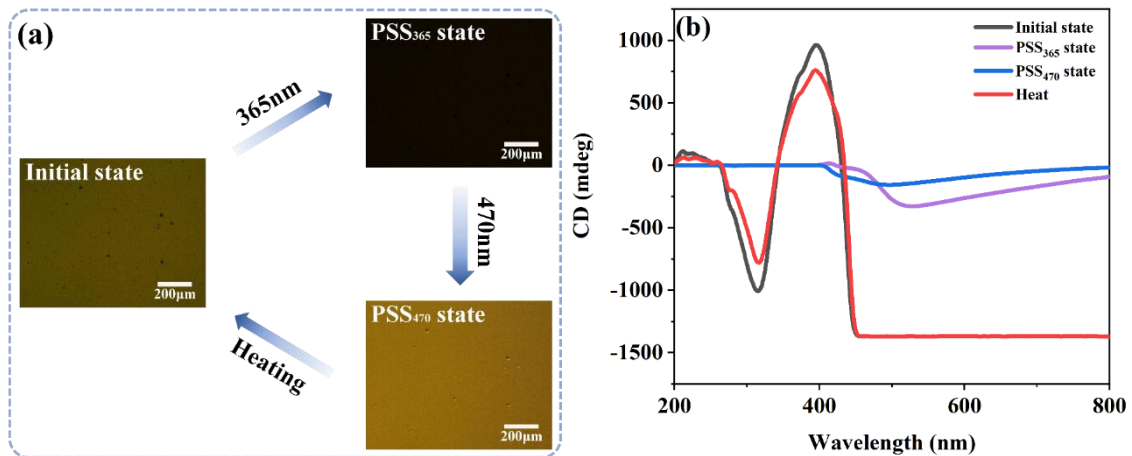 (a)
PSS365 state
200μm
365nm
Initial state
200μm
470nm
PSS470 state
200μm
Heating
(b)
Initial state
PSS365 state
PSS470 state
Heat
CD (mdeg)
1000
500
0
-500
-1000
-1500
200
400
600
800
Wavelength (nm)